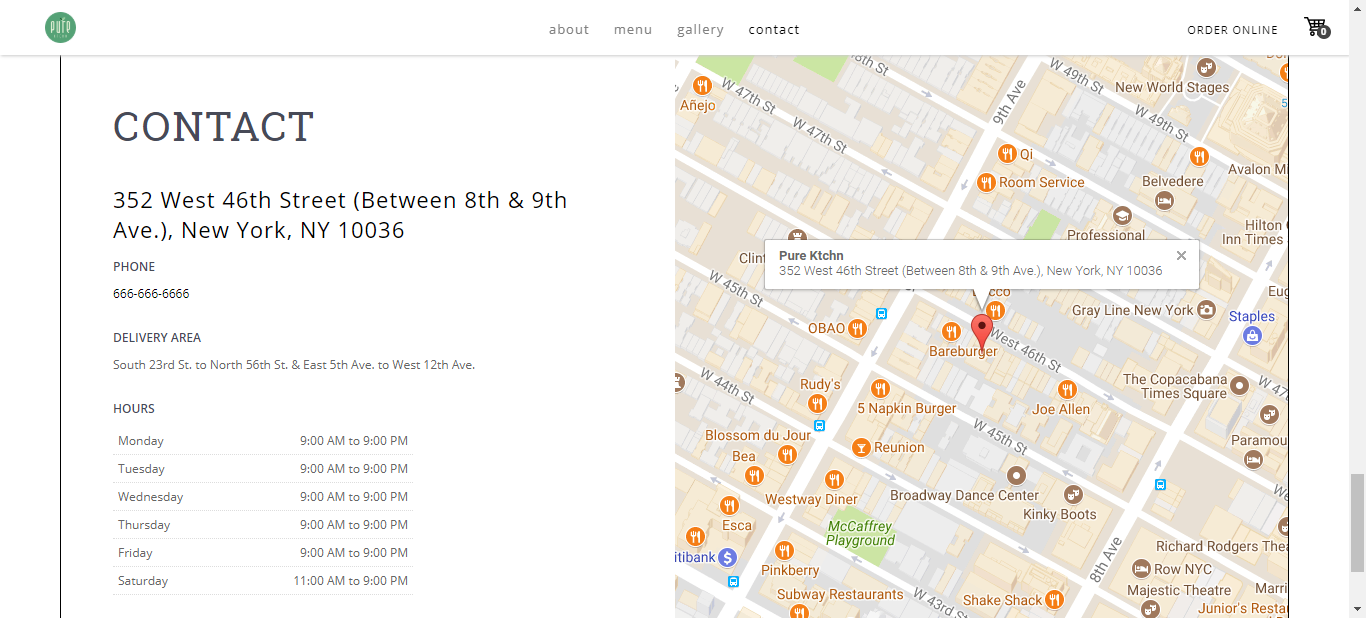 pure
about
menu
gallery
contact
ORDER ONLINE
0
CONTACT
352 West 46th Street (Between 8th & 9th
Ave.), New York, NY 10036
PHONE
666-666-6666
DELIVERY AREA
South 23rd St. to North 56th St. & East 5th Ave. to West 12th Ave.
HOURS
Monday 9:00 AM to 9:00 PM
Tuesday 9:00 AM to 9:00 PM
Wednesday 9:00 AM to 9:00 PM
Thursday 9:00 AM to 9:00 PM
Friday 9:00 AM to 9:00 PM
Saturday 11:00 AM to 9:00 PM
W 49th St
New World Stages
Añejo
W 47th St
9th Ave
W 47th St
W 49th St
Qi
Avalon Mi
Room Service
Belvedere
Professional
Hilton
Inn Times
Clint
Pure Ktchn
352 West 46th Street (Between 8th & 9th Ave.), New York, NY 10036
W 45th St
Eug
Gray Line New York
Staples
OBAO
Bareburger
West 46th St
W 44th St
Rudy's
The Copacabana
Times Square
W 47
5 Napkin Burger
Joe Allen
Blossom du Jour
Reunion
W 45th St
Paramou
Bea
Westway Diner
Broadway Dance Center
Kinky Boots
Esca
McCaffrey
Playground
itibank
8th Ave
Richard Rodgers Thea
Pinkberry
Row NYC
Majestic Theatre
Marri
Subway Restaurants
W 43rd S
Shake Shack
Junior's Resta